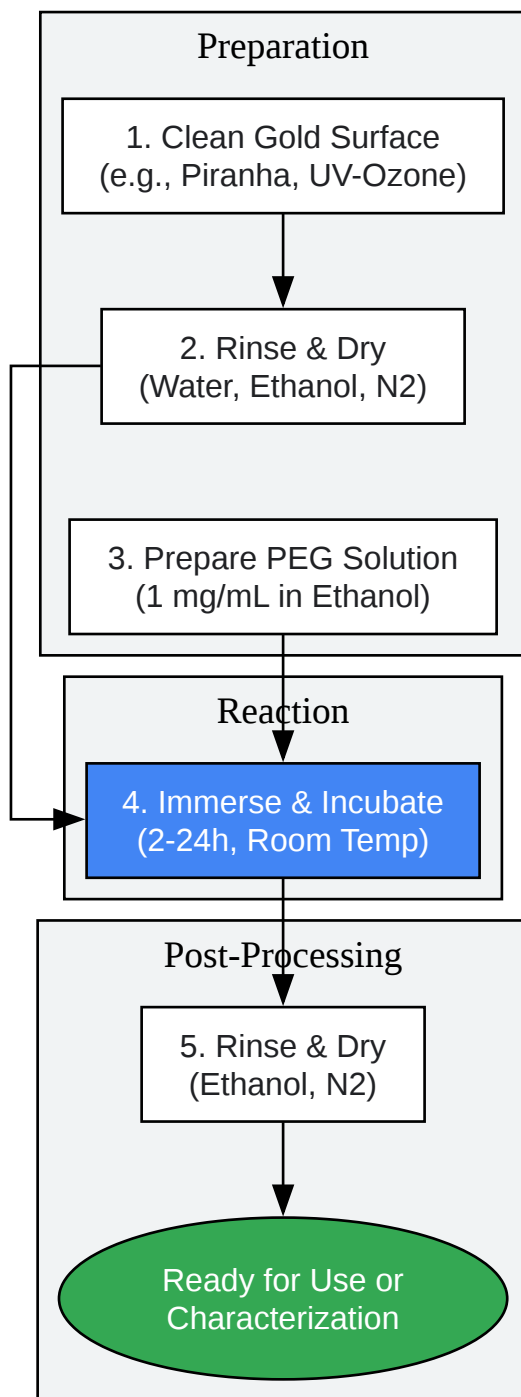 Preparation
1. Clean Gold Surface
(e.g., Piranha, UV-Ozone)
2. Rinse & Dry
(Water, Ethanol, N2)
3. Prepare PEG Solution
(1 mg/mL in Ethanol)
Reaction
4. Immerse & Incubate
(2-24h, Room Temp)
Post-Processing
5. Rinse & Dry
(Ethanol, N2)
Ready for Use or
Characterization